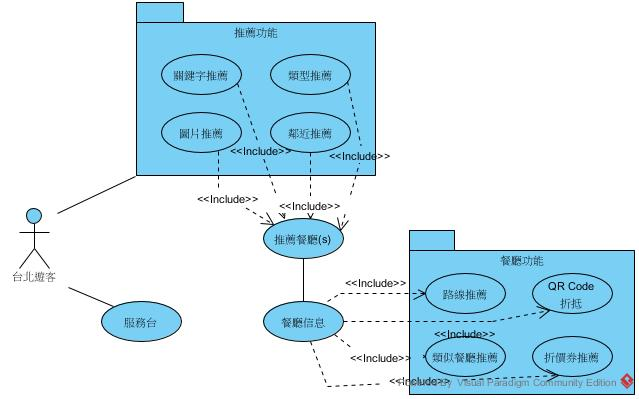 推薦功能
關鍵字推薦
類型推薦
圖片推薦
鄰近推薦
<<Include>>
<<Include>>
<<Include>>
<<Include>>
台北遊客
推薦餐廳(s)
服務台
餐廳信息
餐廳功能
<<Include>>
路線推薦
QR Code
折抵
<<Include>>
<<Include>>
類似餐廳推薦
折價券推薦
<<Include>>
Powered By Visual Paradigm Community Edition